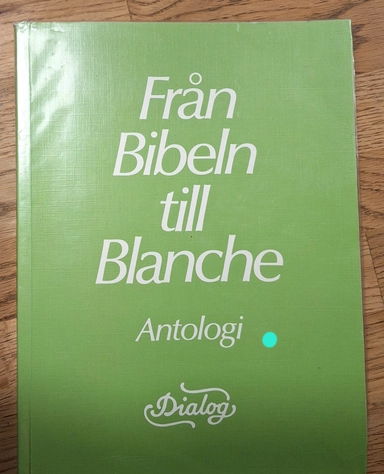 Från
Bibeln
till
Blanche
Antologi
Dialog